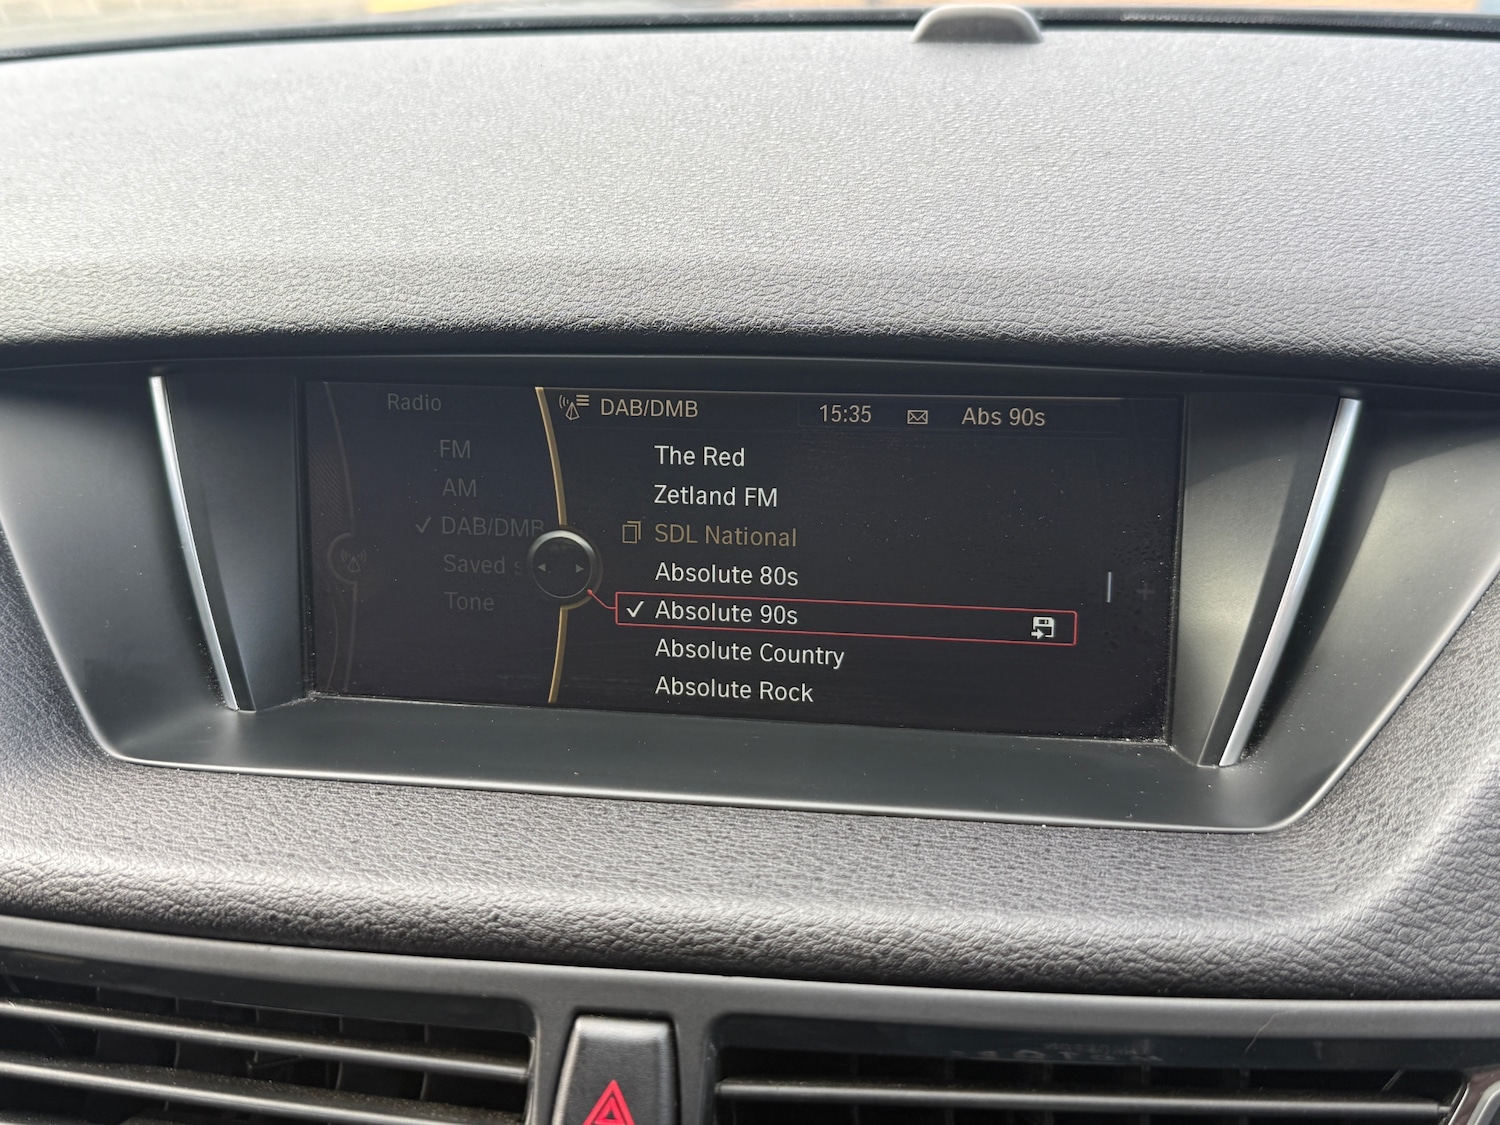 Radio
FM
AM
DAB/DMB
Saved s
Tone
DAB/DMB
15:35
Abs 90s
The Red
Zetland FM
SDL National
Absolute 80s
Absolute 90s
Absolute Country
Absolute Rock